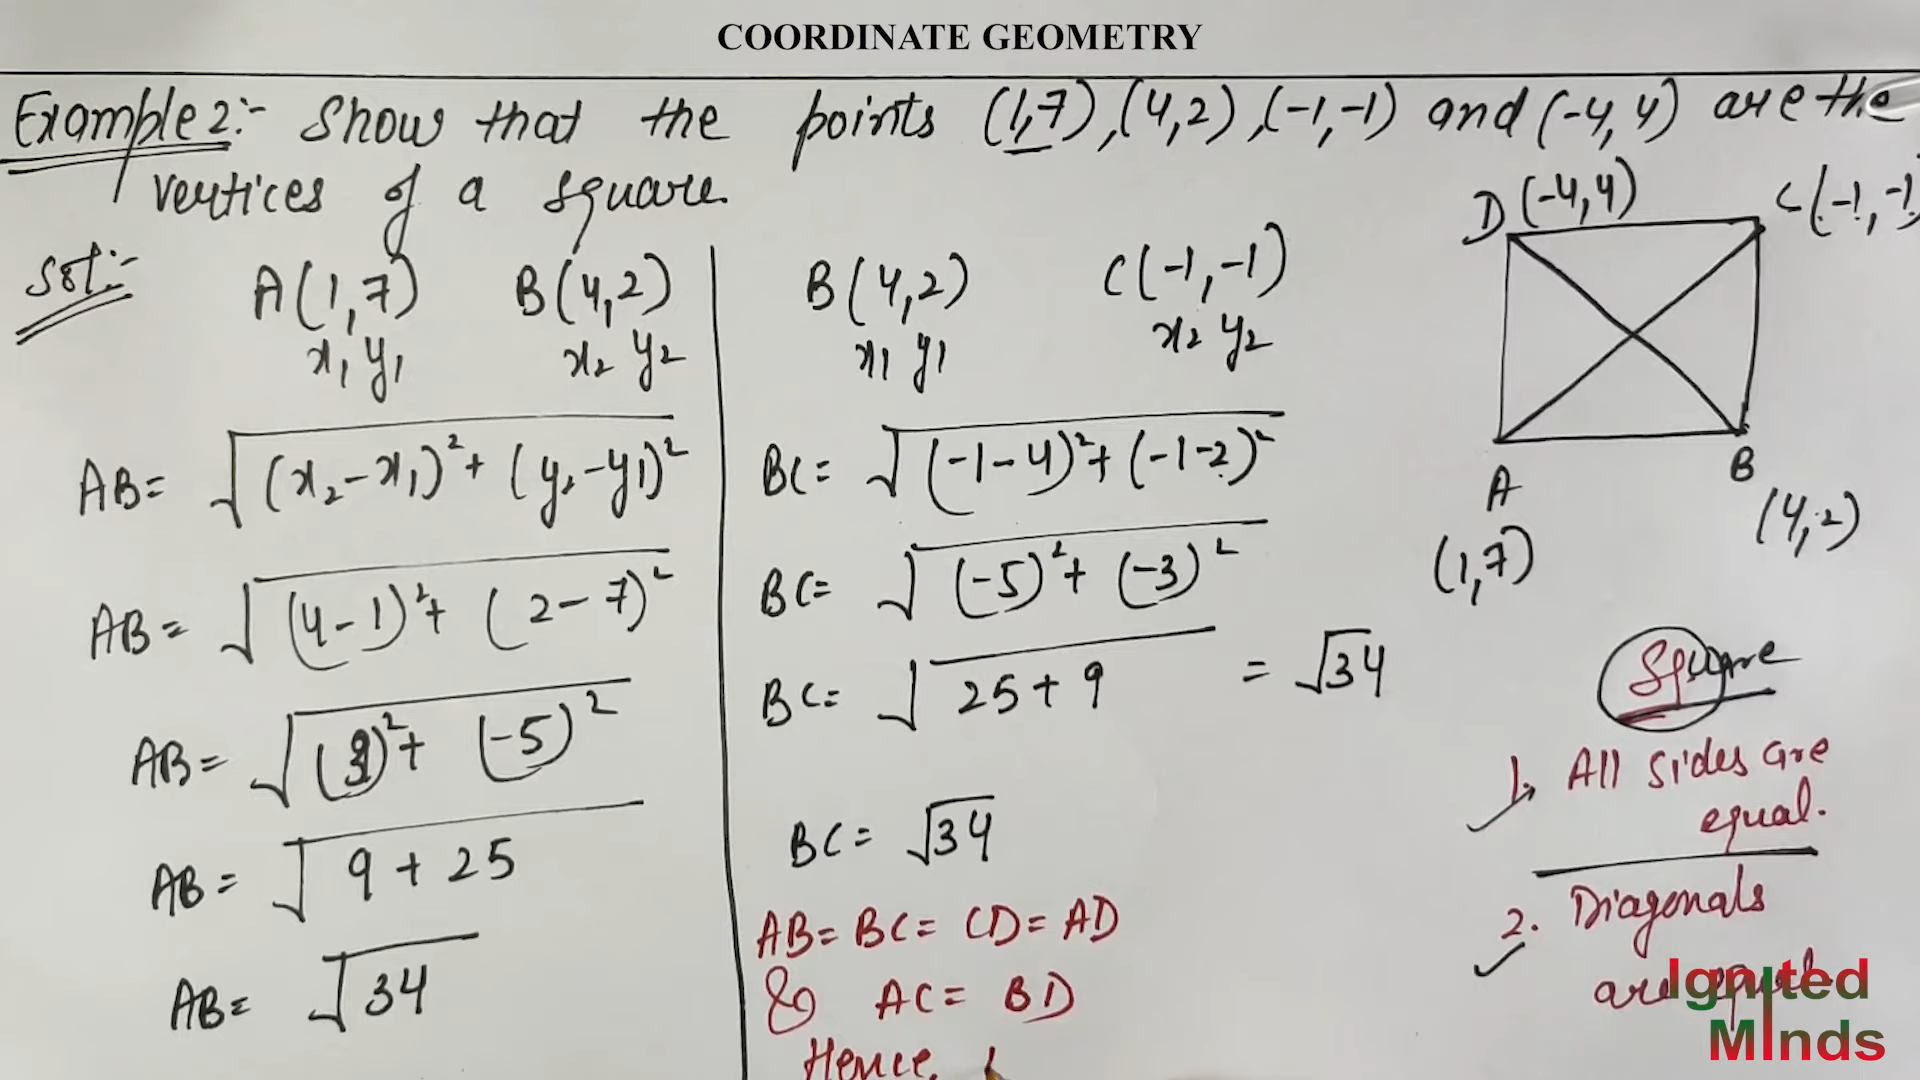 COORDINATE GEOMETRY
Example 2:- Show that the points (1,7), (4,2), (-1,-1) and (-4,4) are the
vertices of a square.
Sol:-
A(1,7) B(4,2)
x₁ y₁ x₂ y₂
AB= √(x₂-x₁)²+ (y₂-y₁)²
AB= √(4-1)²+ (2-7)²
AB= √(3)²+ (-5)²
AB= √9+25
AB= √34
B(4,2) C(-1,-1)
x₁ y₁ x₂ y₂
BC= √(-1-4)²+(-1-2)²
BC= √(-5)²+ (-3)²
BC= √25+9 = √34
BC= √34
AB= BC= CD= AD
& AC= BD
Hence,
D(-4,4) C(-1,-1)
A B
(1,7) (4,2)
Square
1. All sides are
equal.
2. Diagonals
are equal.
Ignited
Minds